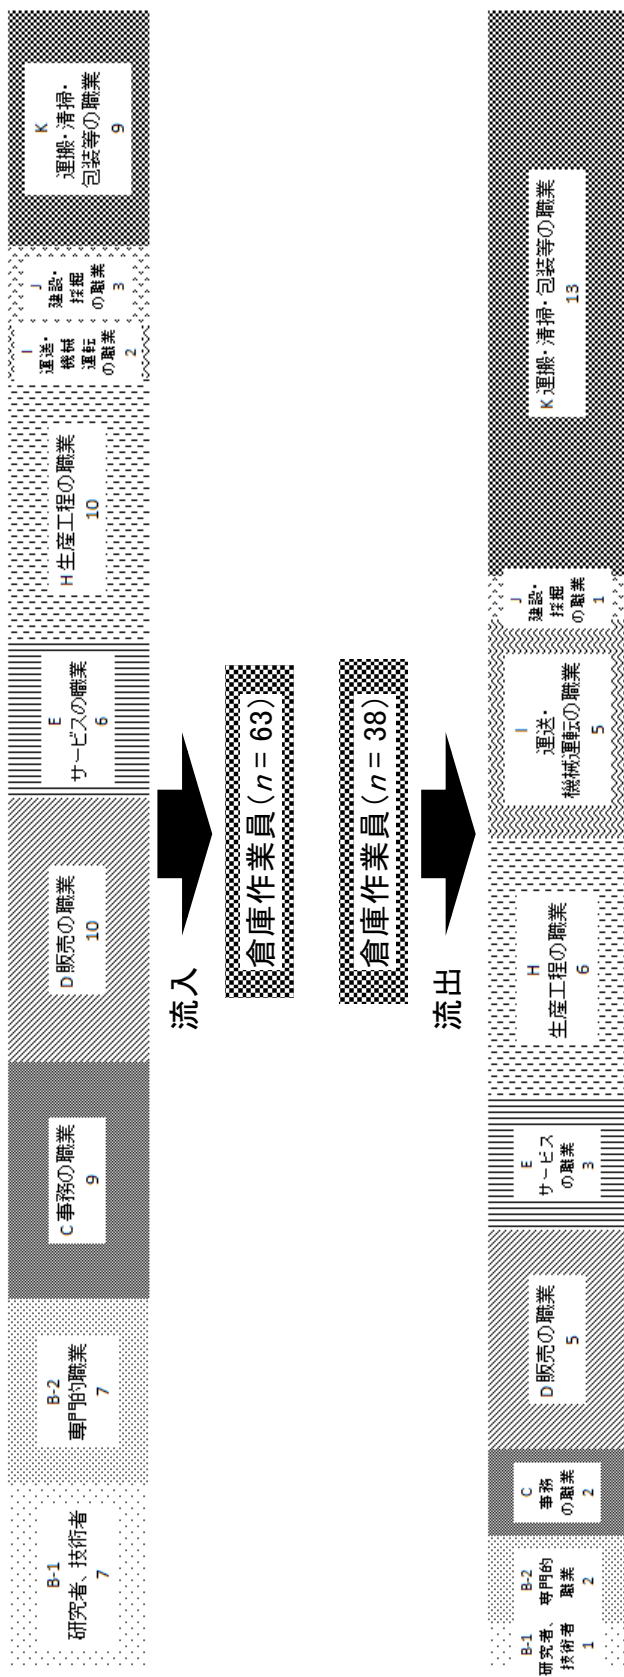 B-1
研究者、技術者
7
B-2
専門的職業
7
C 事務の職業
9
D 販売の職業
10
E
サービスの職業
6
H 生産工程の職業
10
I
運送・
機械
運転
の職業
2
J
建設・
採掘
の職業
3
K
運搬・清掃・
包装等の職業
9
流入
倉庫作業員(n = 63)
倉庫作業員(n = 38)
流出
B-1
研究者、
技術者
1
B-2
専門的
職業
2
C
事務
の職業
2
D 販売の職業
5
E
サービス
の職業
3
H
生産工程の職業
6
I
運送・
機械運転の職業
5
J
建設・
採掘
の職業
1
K 運搬・清掃・包装等の職業
13